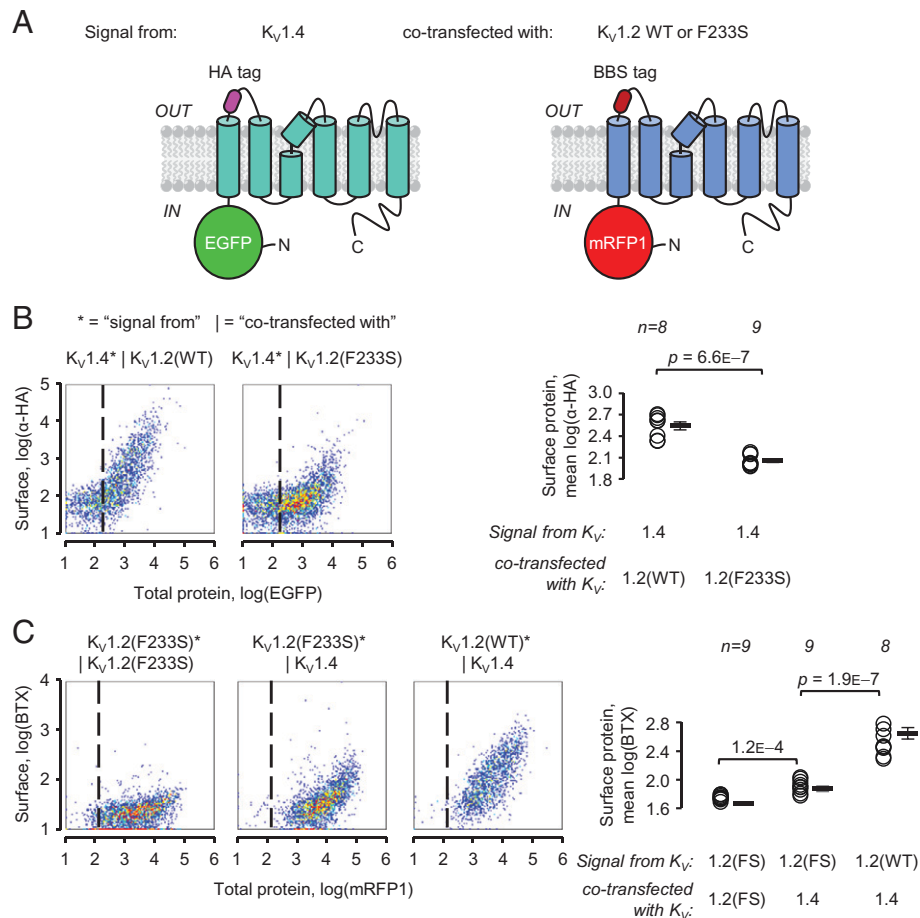 A
Signal from: KV1.4 co-transfected with: KV1.2 WT or F233S
HA tag
OUT
IN
EGFP
N
C
BBS tag
OUT
IN
mRFP1
N
C
B
* = “signal from” | = “co-transfected with”
KV1.4* | KV1.2(WT)
KV1.4* | KV1.2(F233S)
Surface, log(α-HA)
5
4
3
2
1
1 2 3 4 5 6
1 2 3 4 5 6
Total protein, log(EGFP)
n=8 9
p = 6.6E–7
Surface protein,
mean log(α-HA)
3.0
2.7
2.4
2.1
1.8
Signal from KV: 1.4 1.4
co-transfected
with KV: 1.2(WT) 1.2(F233S)
C
KV1.2(F233S)*
| KV1.2(F233S)
KV1.2(F233S)*
| KV1.4
KV1.2(WT)*
| KV1.4
Surface, log(BTX)
4
3
2
1
1 2 3 4 5 6
1 2 3 4 5 6
1 2 3 4 5 6
Total protein, log(mRFP1)
n=9 9 8
p = 1.9E–7
1.2E–4
Surface protein,
mean log(BTX)
2.8
2.4
2.0
1.6
Signal from KV: 1.2(FS) 1.2(FS) 1.2(WT)
co-transfected
with KV: 1.2(FS) 1.4 1.4